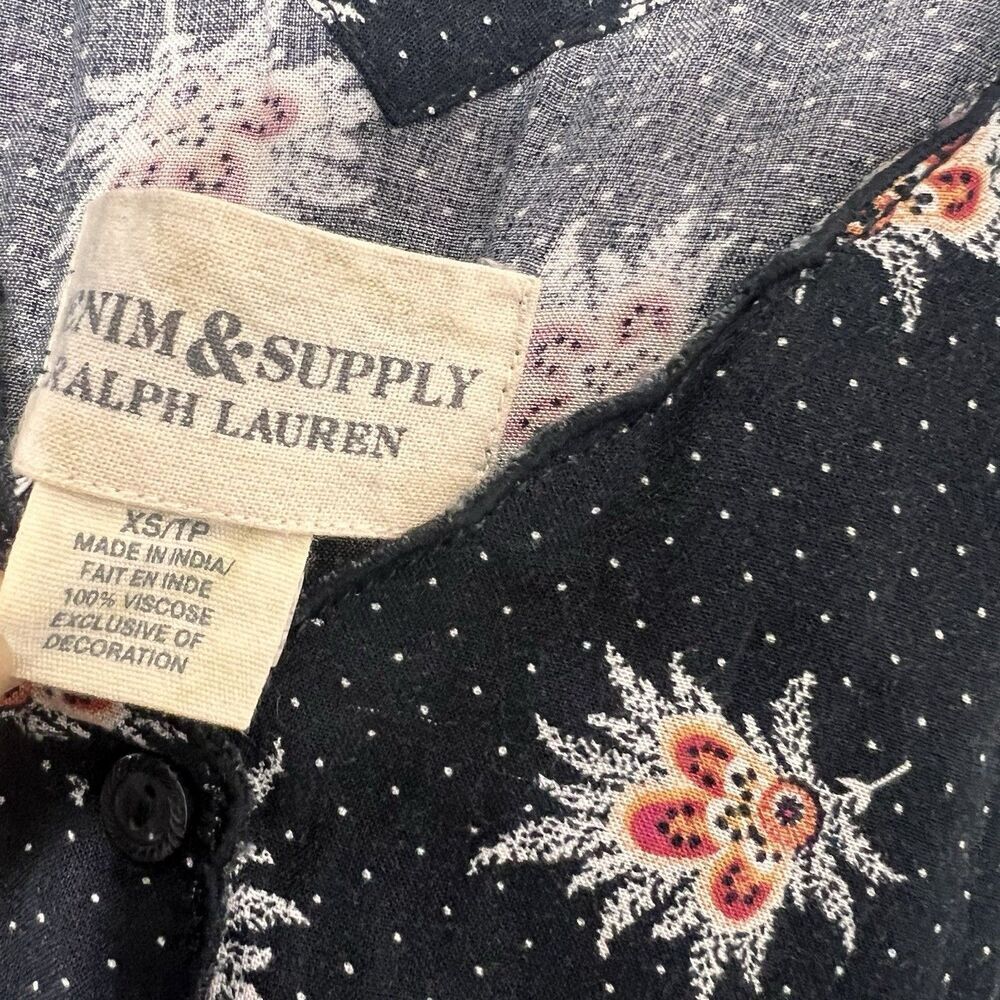 ENIM & SUPPLY
RALPH LAUREN
XS/TP
MADE IN INDIA/
FAIT EN INDE
100% VISCOSE
EXCLUSIVE OF
DECORATION